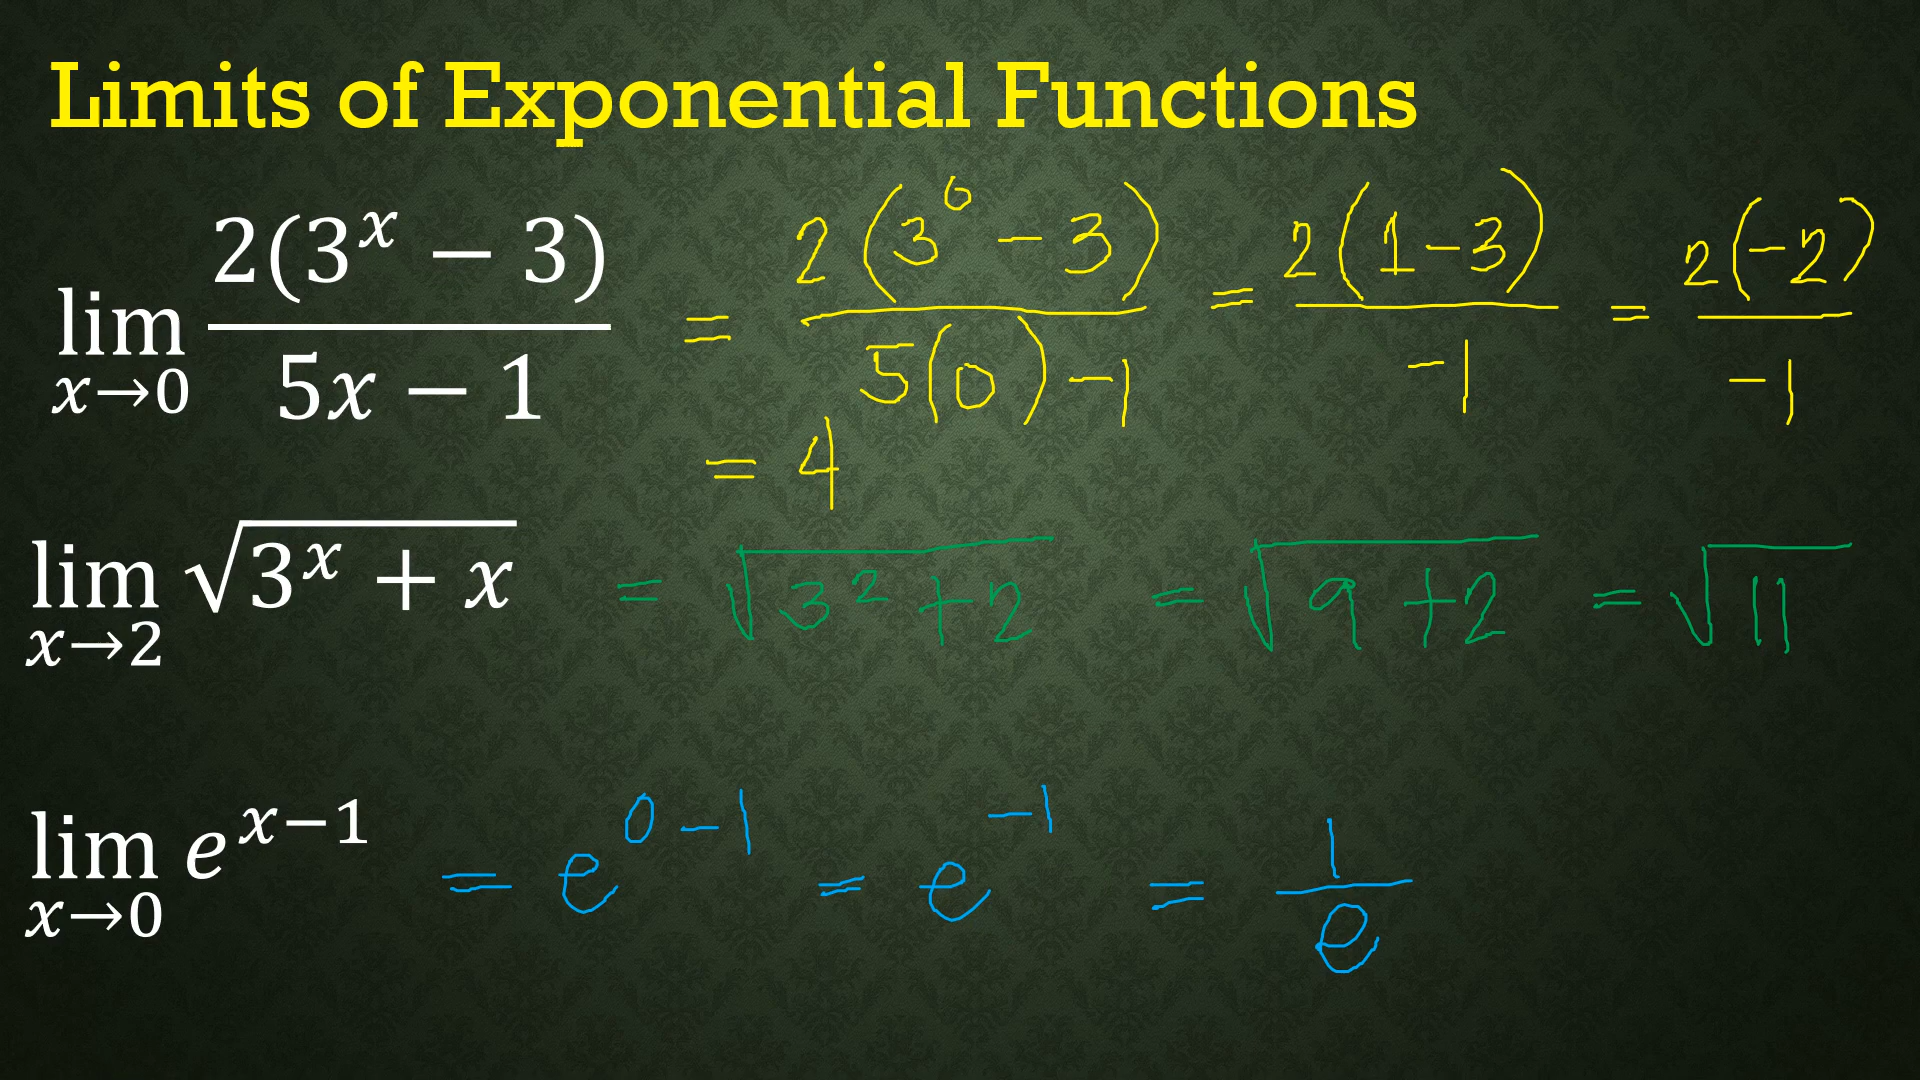 Limits of Exponential Functions
lim x→0 2(3^x − 3) / 5x − 1 = 2(3^0 − 3) / 5(0) − 1 = 2(1 − 3) / −1 = 2(−2) / −1
= 4
lim x→2 √(3^x + x) = √(3^2 + 2) = √(9 + 2) = √11
lim x→0 e^(x−1) = e^(0−1) = e^(−1) = 1 / e